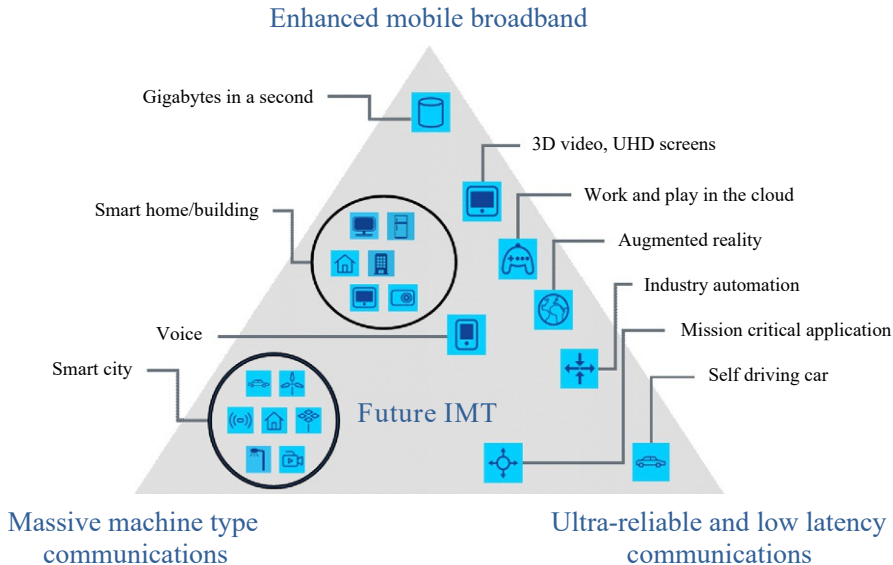 Enhanced mobile broadband
Gigabytes in a second
3D video, UHD screens
Work and play in the cloud
Smart home/building
Augmented reality
Industry automation
Voice
Mission critical application
Smart city
Self driving car
Future IMT
Massive machine type
communications
Ultra-reliable and low latency
communications